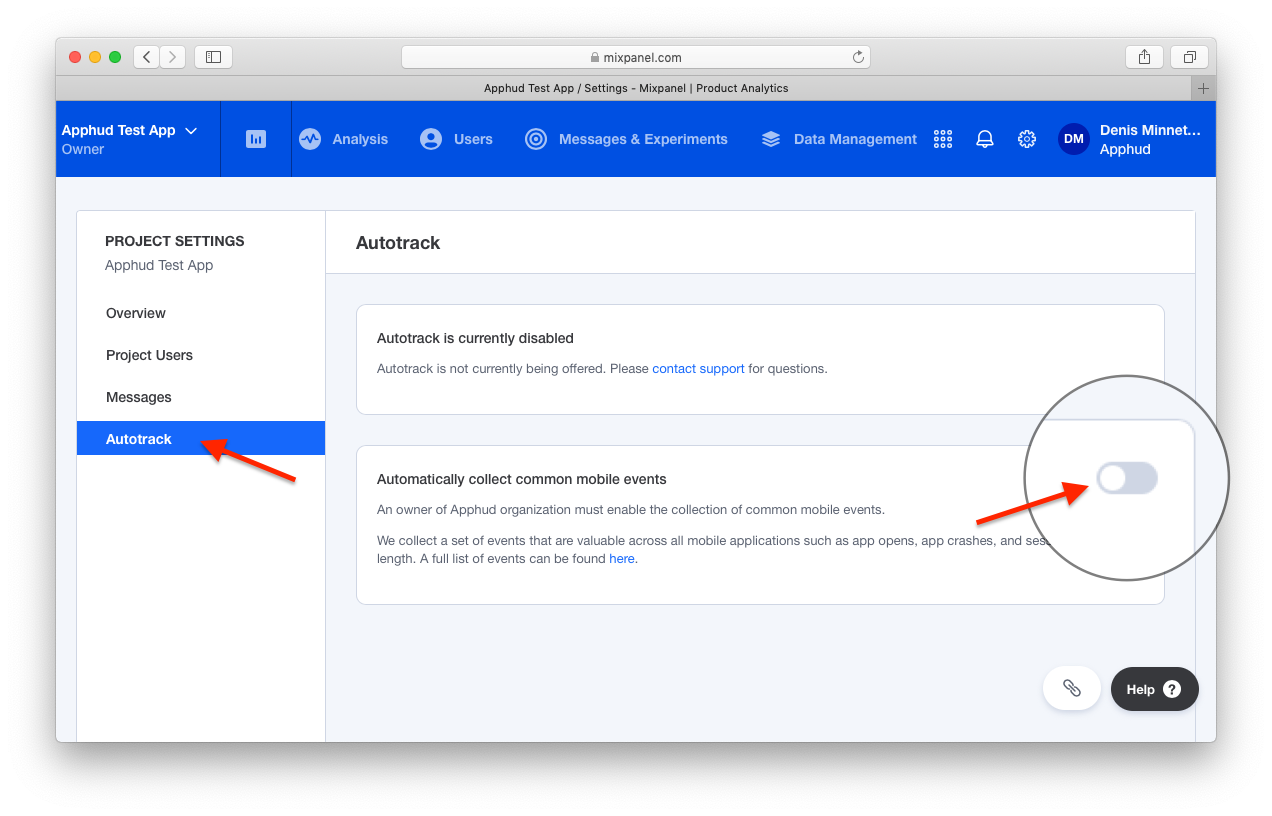 mixpanel.com
Apphud Test App / Settings - Mixpanel | Product Analytics
Apphud Test App
Owner
Analysis
Users
Messages & Experiments
Data Management
DM
Denis Minnet...
Apphud
PROJECT SETTINGS
Apphud Test App
Overview
Project Users
Messages
Autotrack
Autotrack
Autotrack is currently disabled
Autotrack is not currently being offered. Please contact support for questions.
Automatically collect common mobile events
An owner of Apphud organization must enable the collection of common mobile events.
We collect a set of events that are valuable across all mobile applications such as app opens, app crashes, and
length. A full list of events can be found here.
Help ?